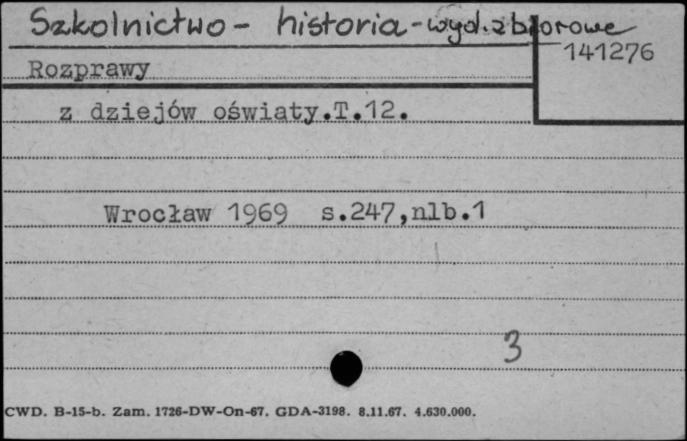 Szkolnictwo - historia - wyd. zbiorowe
141276
Rozprawy
z dziejów oświaty.T.12.
Wrocław 1969 s.247,nlb.1
3
CWD. B-15-b. Zam. 1726-DW-On-67. GDA-3198. 8.11.67. 4.630.000.